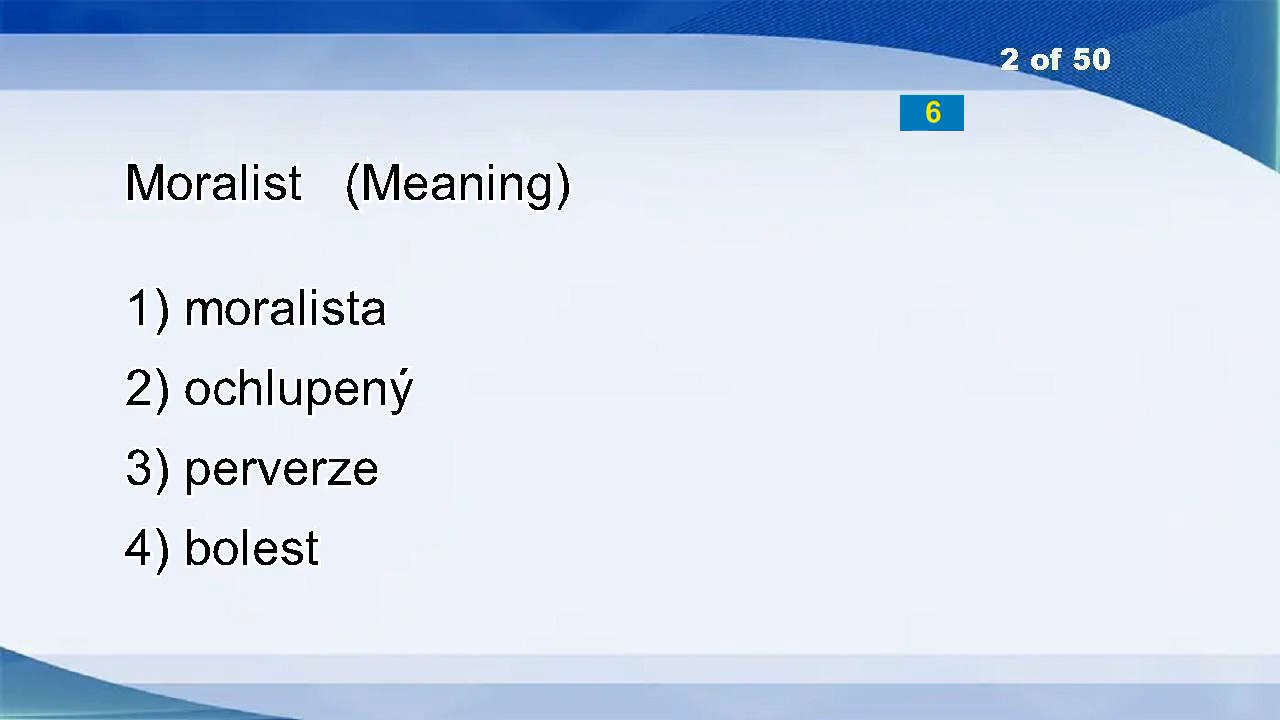 2 of 50
6
Moralist (Meaning)
1) moralista
2) ochlupený
3) perverze
4) bolest